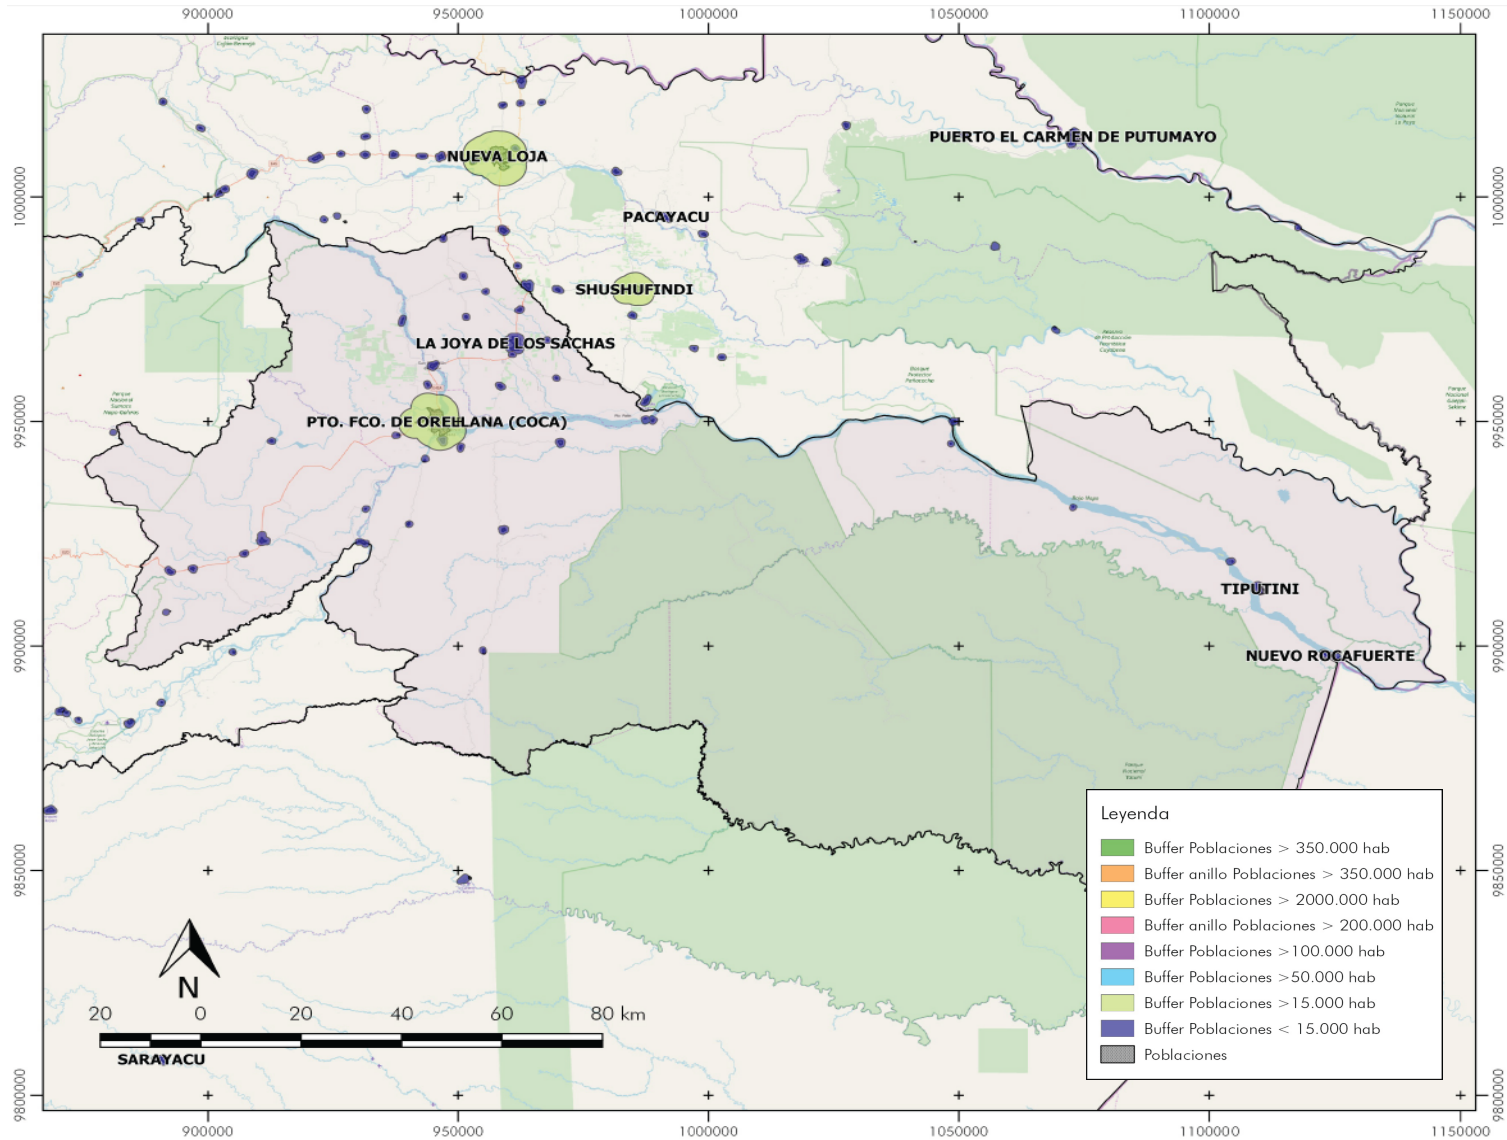 900000 950000 1000000 1050000 1100000 1150000
PUERTO EL CARMEN DE PUTUMAYO
NUEVA LOJA
10000000 10000000
PACAYACU
SHUSHUFINDI
LA JOYA DE LOS SACHAS
9950000 9950000
PTO. FCO. DE ORELLANA (COCA)
TIPUTINI
9900000 9900000
NUEVO ROCAFUERTE
Parque
Nacional
Yasuní
Leyenda
Buffer Poblaciones > 350.000 hab
Buffer anillo Poblaciones > 350.000 hab
Buffer Poblaciones > 2000.000 hab
Buffer anillo Poblaciones > 200.000 hab
Buffer Poblaciones >100.000 hab
Buffer Poblaciones >50.000 hab
Buffer Poblaciones >15.000 hab
Buffer Poblaciones < 15.000 hab
Poblaciones
9850000 9850000
N
20 0 20 40 60 80 km
SARAYACU
9800000 9800000
900000 950000 1000000 1050000 1100000 1150000